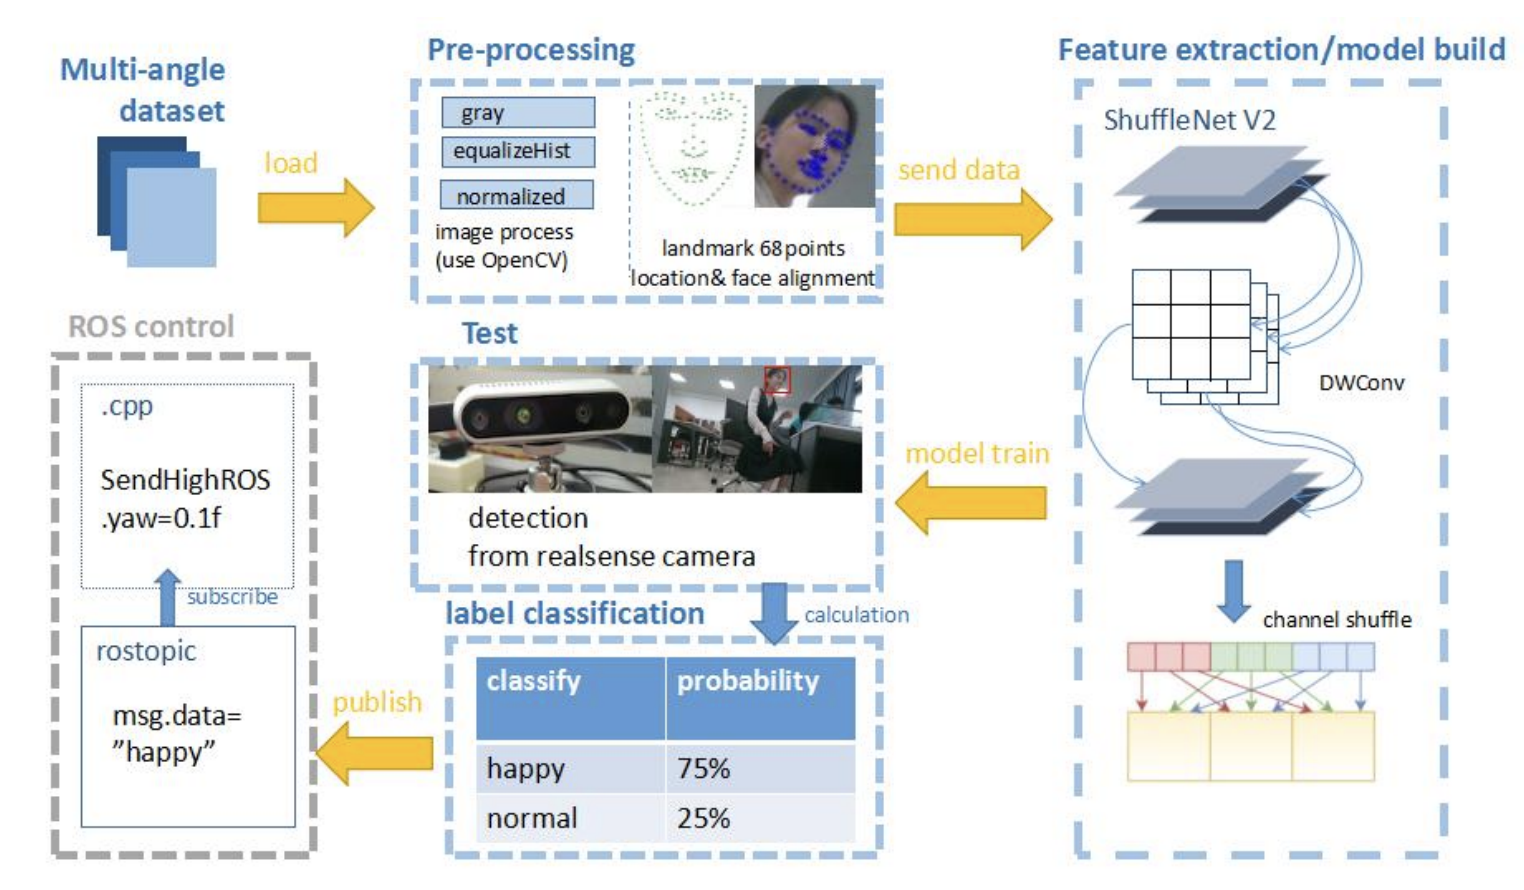 Multi-angle
dataset
load
Pre-processing
gray
equalizeHist
normalized
image process
(use OpenCV)
landmark 68points
location& face alignment
send data
Feature extraction/model build
ShuffleNet V2
DWConv
channel shuffle
model train
Test
detection
from realsense camera
calculation
label classification
classify probability
happy 75%
normal 25%
publish
ROS control
.cpp
SendHighROS
.yaw=0.1f
subscribe
rostopic
msg.data=
”happy”